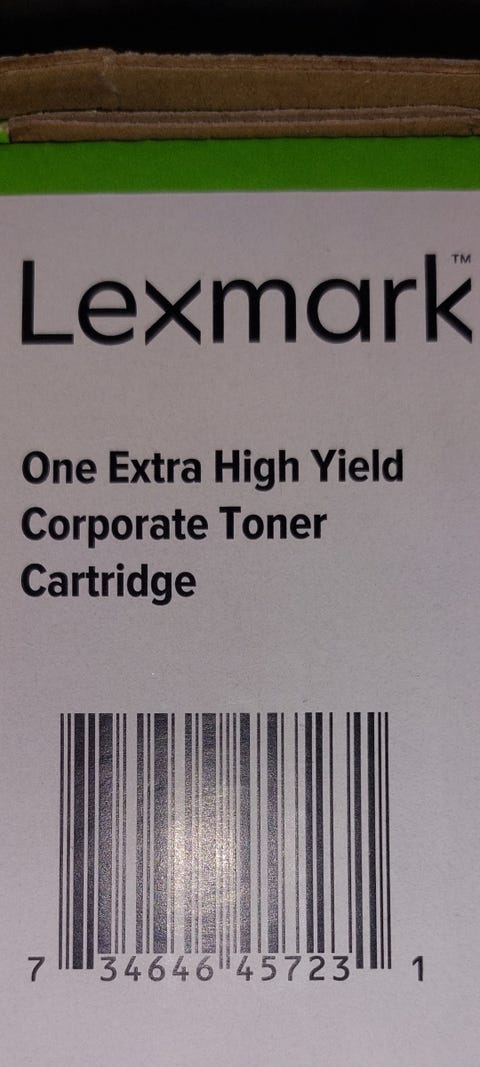 Lexmark™
One Extra High Yield
Corporate Toner
Cartridge
7 34646 45723 1